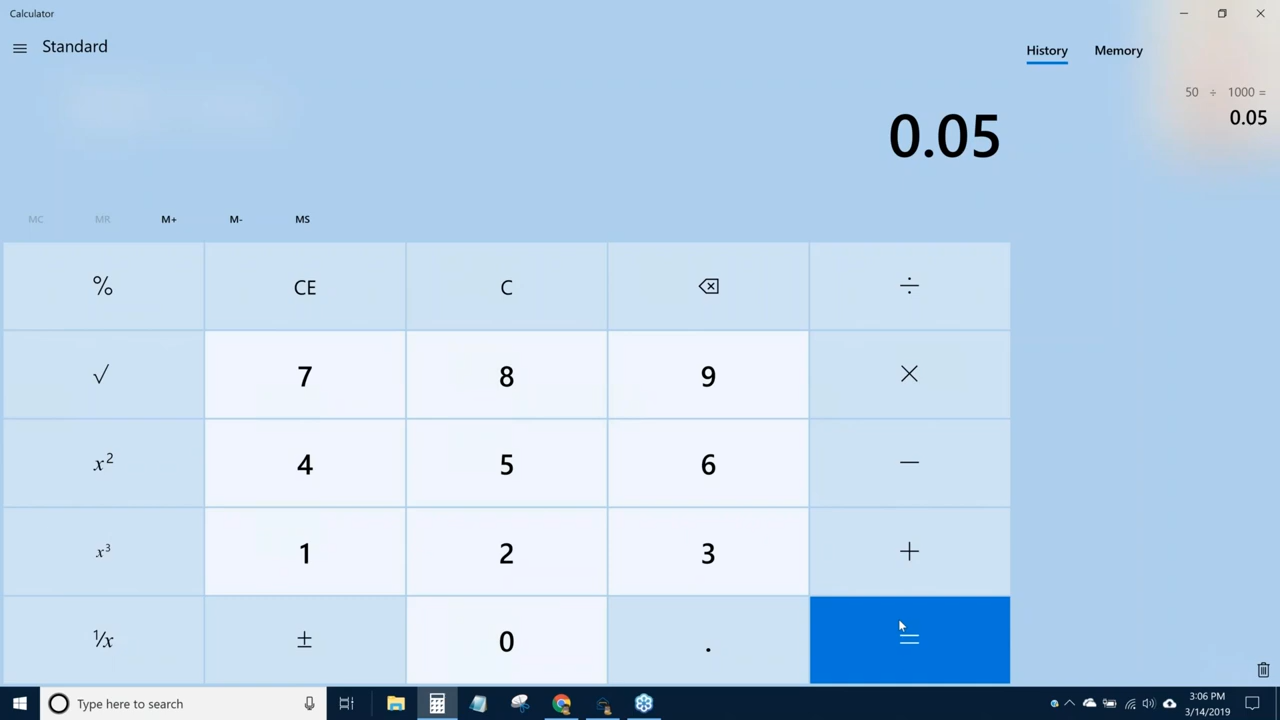 Calculator
Standard
History Memory
50 ÷ 1000 =
0.05
0.05
MC MR M+ M- MS
% CE C ÷
√ 7 8 9 ×
x² 4 5 6 −
x³ 1 2 3 +
¹/x ± 0 . =
Type here to search
3:06 PM
3/14/2019